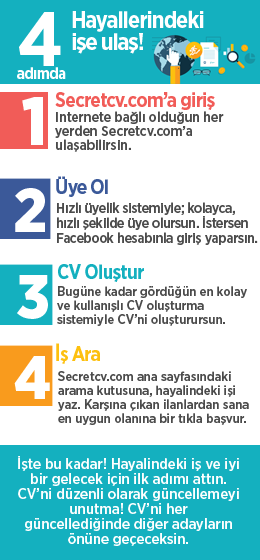 4 adımda
Hayallerindeki
işe ulaş!
1
Secretcv.com'a giriş
İnternete bağlı olduğun her
yerden Secretcv.com'a
ulaşabilirsin.
2
Üye Ol
Hızlı üyelik sistemiyle; kolayca,
hızlı şekilde üye olursun. İstersen
Facebook hesabınla giriş yaparsın.
3
CV Oluştur
Bugüne kadar gördüğün en kolay
ve kullanışlı CV oluşturma
sistemiyle CV'ni oluşturursun.
4
İş Ara
Secretcv.com ana sayfasındaki
arama kutusuna, hayalindeki işi
yaz. Karşına çıkan ilanlardan sana
en uygun olanına bir tıkla başvur.
İşte bu kadar! Hayalindeki iş ve iyi
bir gelecek için ilk adımı attın.
CV'ni düzenli olarak güncellemeyi
unutma! CV'ni her
güncellediğinde diğer adayların
önüne geçeceksin.